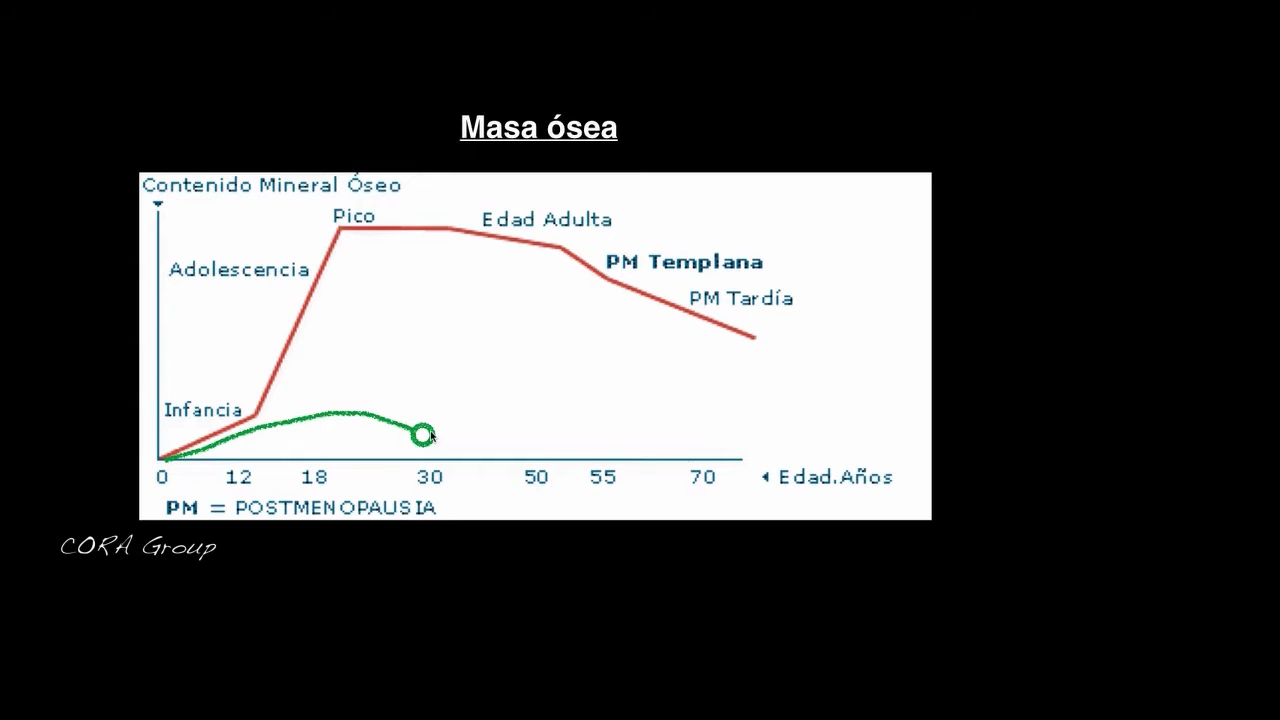 Masa ósea
Contenido Mineral Óseo
Pico
Edad Adulta
PM Templana
Adolescencia
PM Tardía
Infancia
0 12 18 30 50 55 70 Edad.Años
PM = POSTMENOPAUSIA
CORA Group